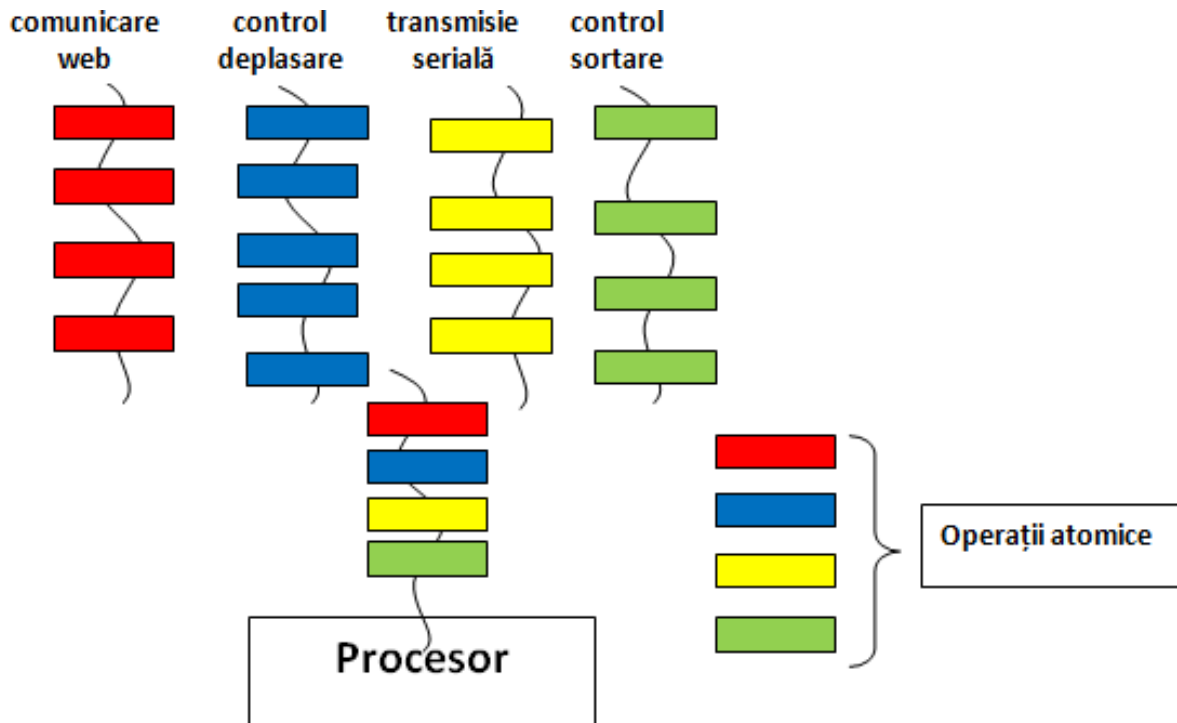 comunicare
web
control
deplasare
transmisie
serială
control
sortare
Operații atomice
Procesor